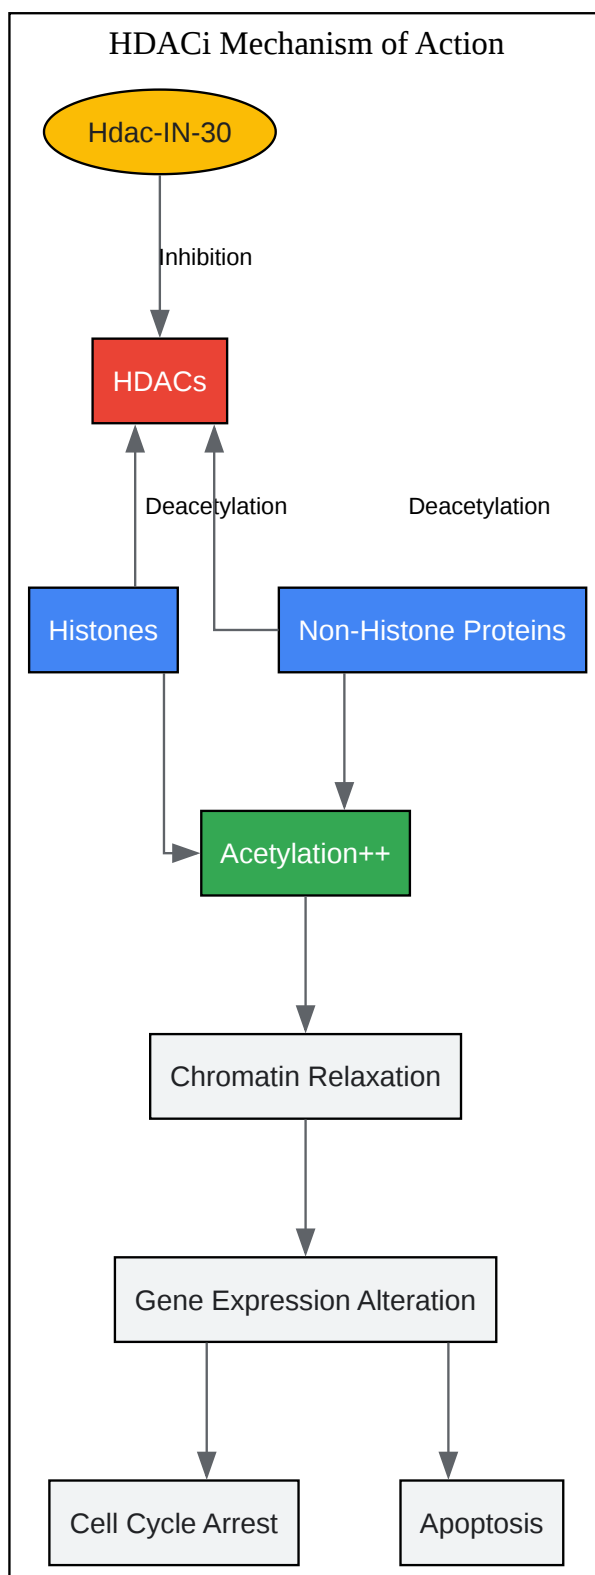 HDACi Mechanism of Action
Hdac-IN-30
Inhibition
HDACs
Deacetylation
Deacetylation
Histones
Non-Histone Proteins
Acetylation++
Chromatin Relaxation
Gene Expression Alteration
Cell Cycle Arrest
Apoptosis